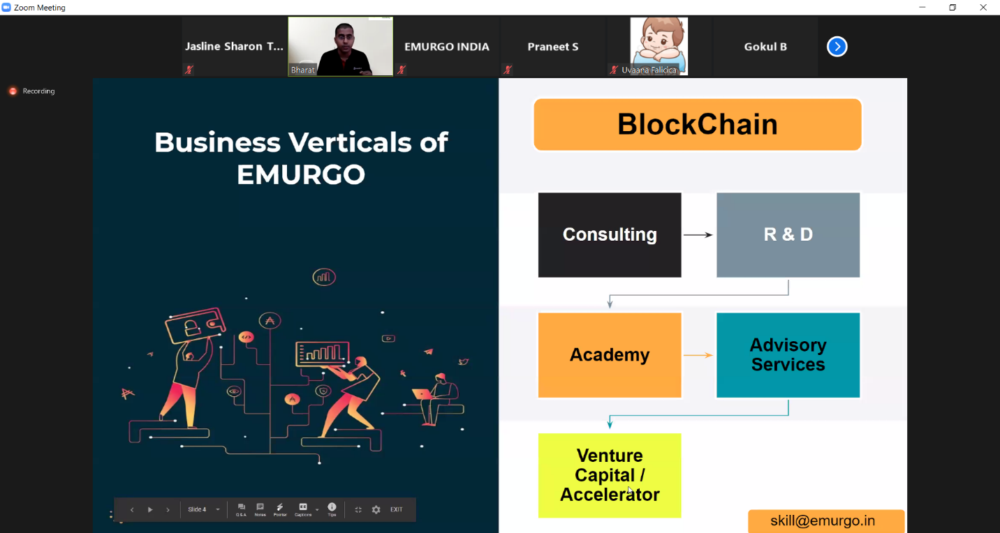 Zoom Meeting
Jasline Sharon T...
Bharat
EMURGO INDIA
Praneet S
Uvaana Falicica
Gokul B
Recording
Business Verticals of
EMURGO
BlockChain
Consulting
R & D
Academy
Advisory
Services
Venture
Capital /
Accelerator
Slide 4
Q & A
Notes
Pointer
Captions
Tips
EXIT
skill@emurgo.in